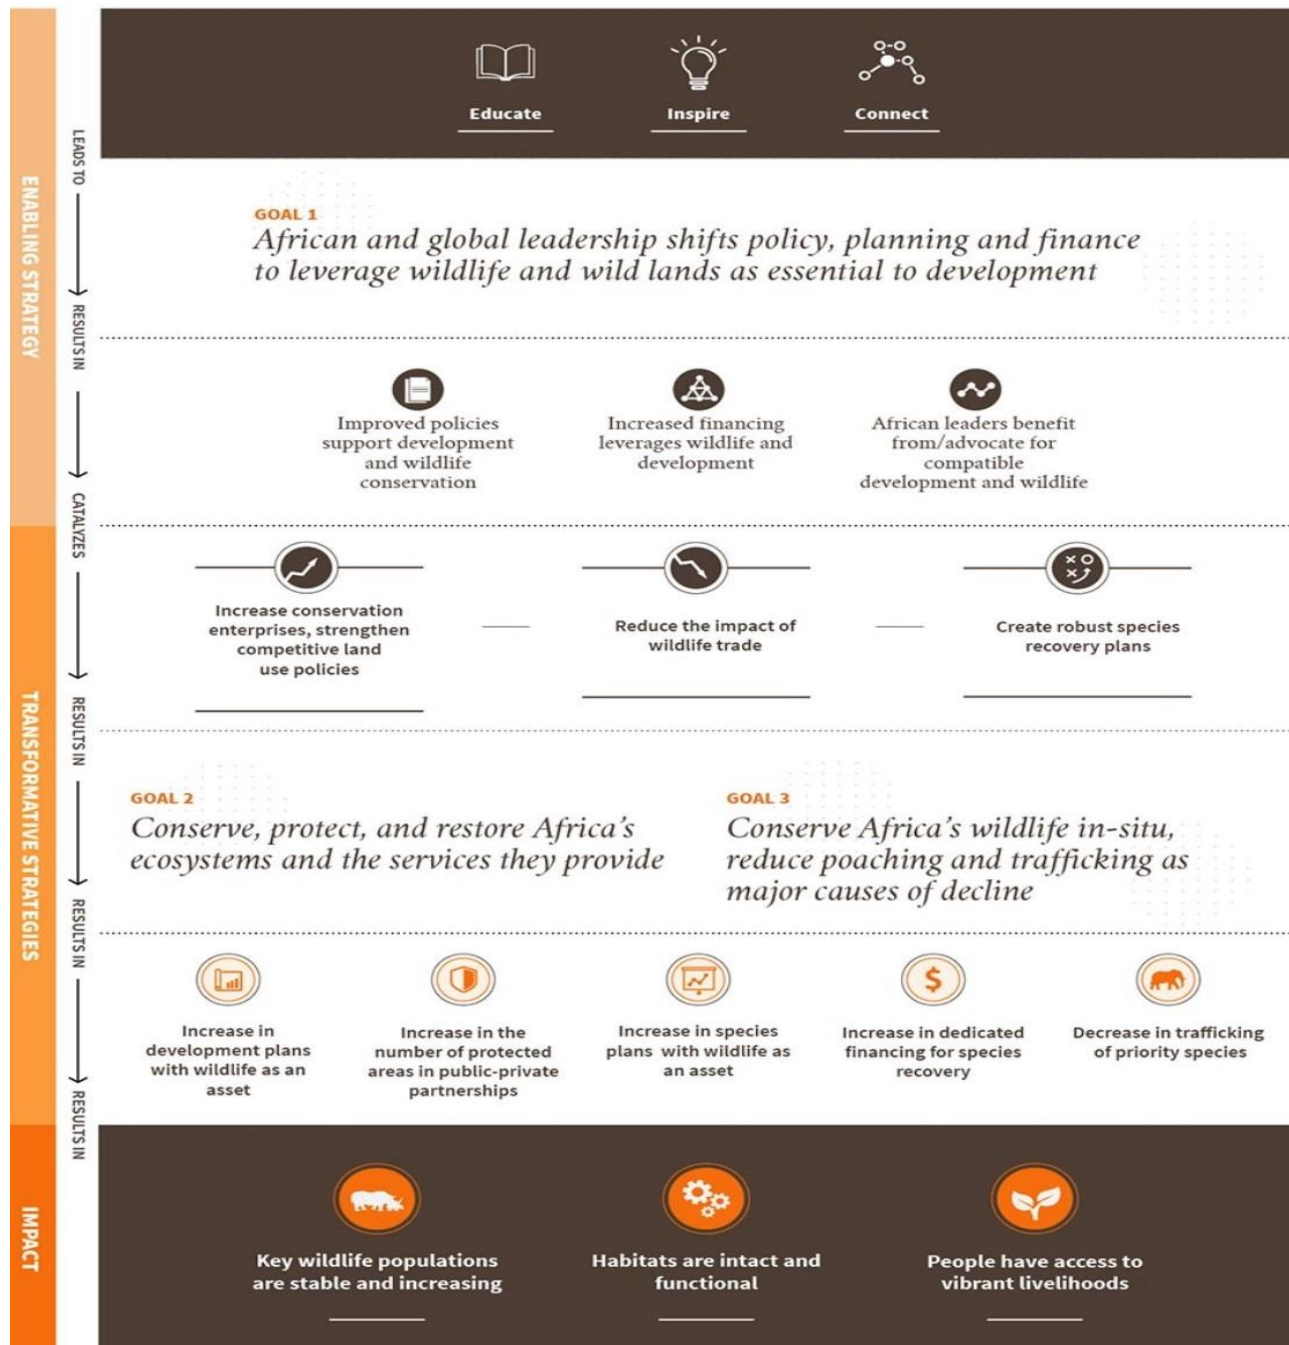 Educate
Inspire
Connect
LEADS TO
ENABLING STRATEGY
GOAL 1
African and global leadership shifts policy, planning and finance
to leverage wildlife and wild lands as essential to development
RESULTS IN
Improved policies
support development
and wildlife
conservation
Increased financing
leverages wildlife and
development
African leaders benefit
from/advocate for
compatible
development and wildlife
CATALYZES
TRANSFORMATIVE STRATEGIES
Increase conservation
enterprises, strengthen
competitive land
use policies
Reduce the impact of
wildlife trade
Create robust species
recovery plans
RESULTS IN
GOAL 2
Conserve, protect, and restore Africa's
ecosystems and the services they provide
GOAL 3
Conserve Africa's wildlife in-situ,
reduce poaching and trafficking as
major causes of decline
RESULTS IN
Increase in
development plans
with wildlife as an
asset
Increase in the
number of protected
areas in public-private
partnerships
Increase in species
plans with wildlife as
an asset
$
Increase in dedicated
financing for species
recovery
Decrease in trafficking
of priority species
RESULTS IN
IMPACT
Key wildlife populations
are stable and increasing
Habitats are intact and
functional
People have access to
vibrant livelihoods